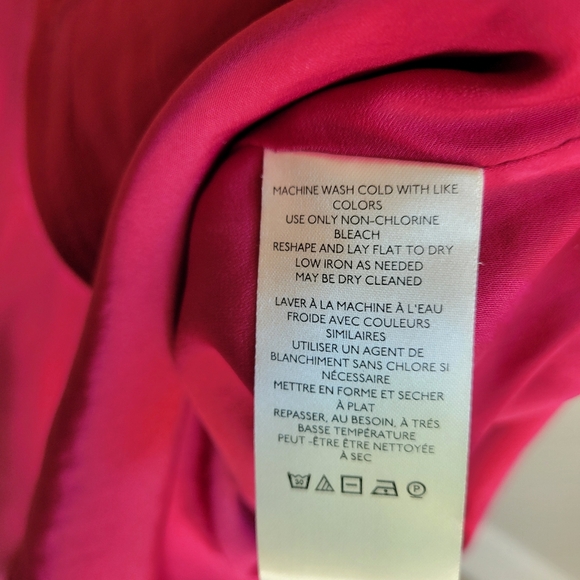 MACHINE WASH COLD WITH LIKE
COLORS
USE ONLY NON-CHLORINE
BLEACH
RESHAPE AND LAY FLAT TO DRY
LOW IRON AS NEEDED
MAY BE DRY CLEANED
LAVER À LA MACHINE À L'EAU
FROIDE AVEC COULEURS
SIMILAIRES
UTILISER UN AGENT DE
BLANCHIMENT SANS CHLORE SI
NÉCESSAIRE
METTRE EN FORME ET SECHER
À PLAT
REPASSER, AU BESOIN, À TRÉS
BASSE TEMPÉRATURE
PEUT -ÊTRE ÊTRE NETTOYÉE
À SEC
30 P